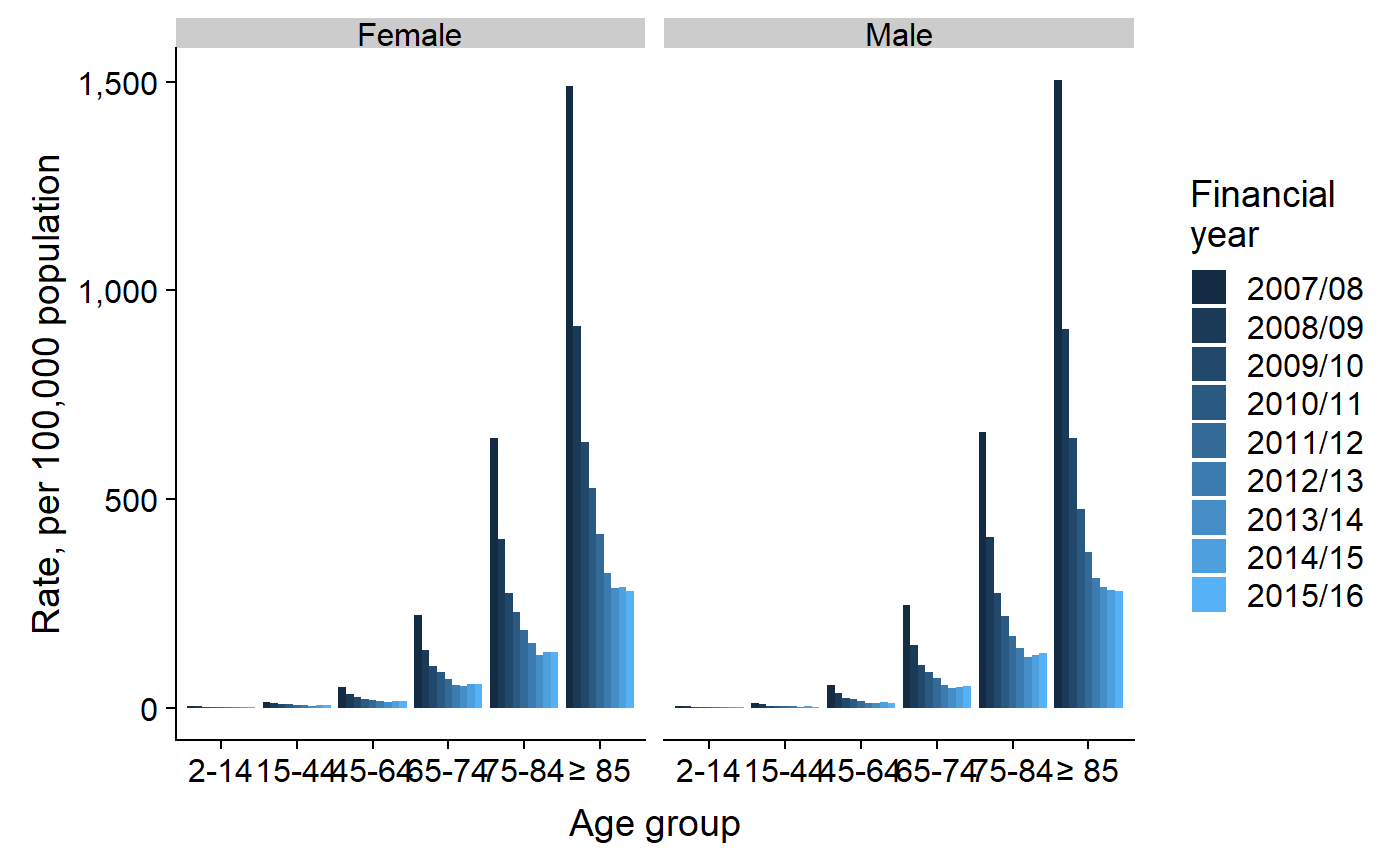 Female
Male
Rate, per 100,000 population
1,500
1,000
500
0
2-14 15-44 45-64 65-74 75-84 ≥ 85
2-14 15-44 45-64 65-74 75-84 ≥ 85
Age group
Financial
year
2007/08
2008/09
2009/10
2010/11
2011/12
2012/13
2013/14
2014/15
2015/16